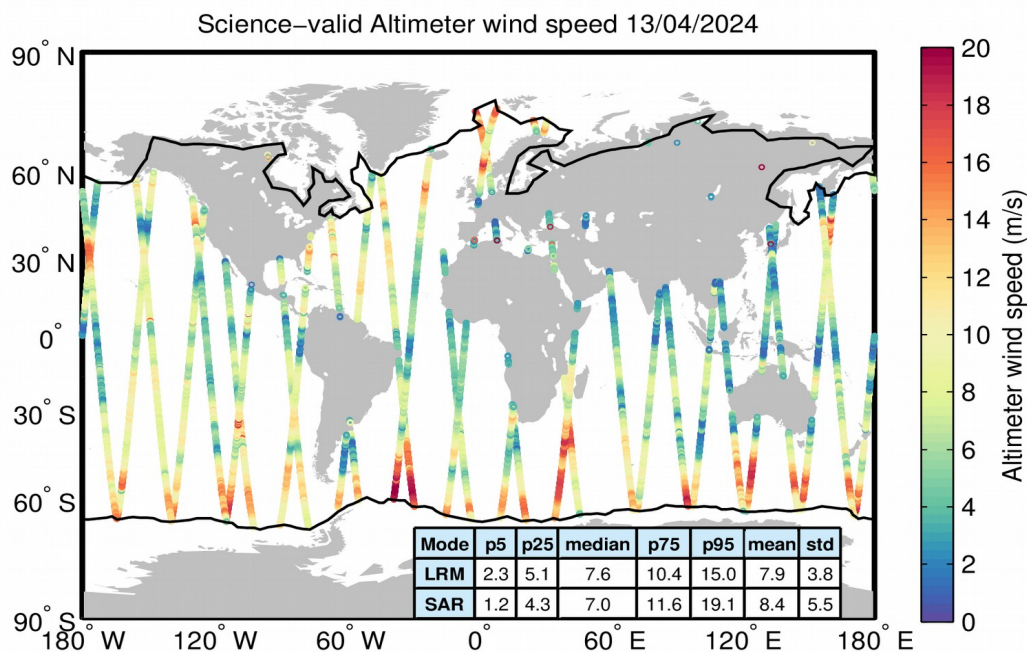 Science−valid Altimeter wind speed 13/04/2024
90° N
60° N
30° N
0°
30° S
60° S
90° S
180° W
120° W
60° W
0°
60° E
120° E
180° E
Mode p5 p25 median p75 p95 mean std
LRM 2.3 5.1 7.6 10.4 15.0 7.9 3.8
SAR 1.2 4.3 7.0 11.6 19.1 8.4 5.5
20
18
16
14
12
10
8
6
4
2
0
Altimeter wind speed (m/s)